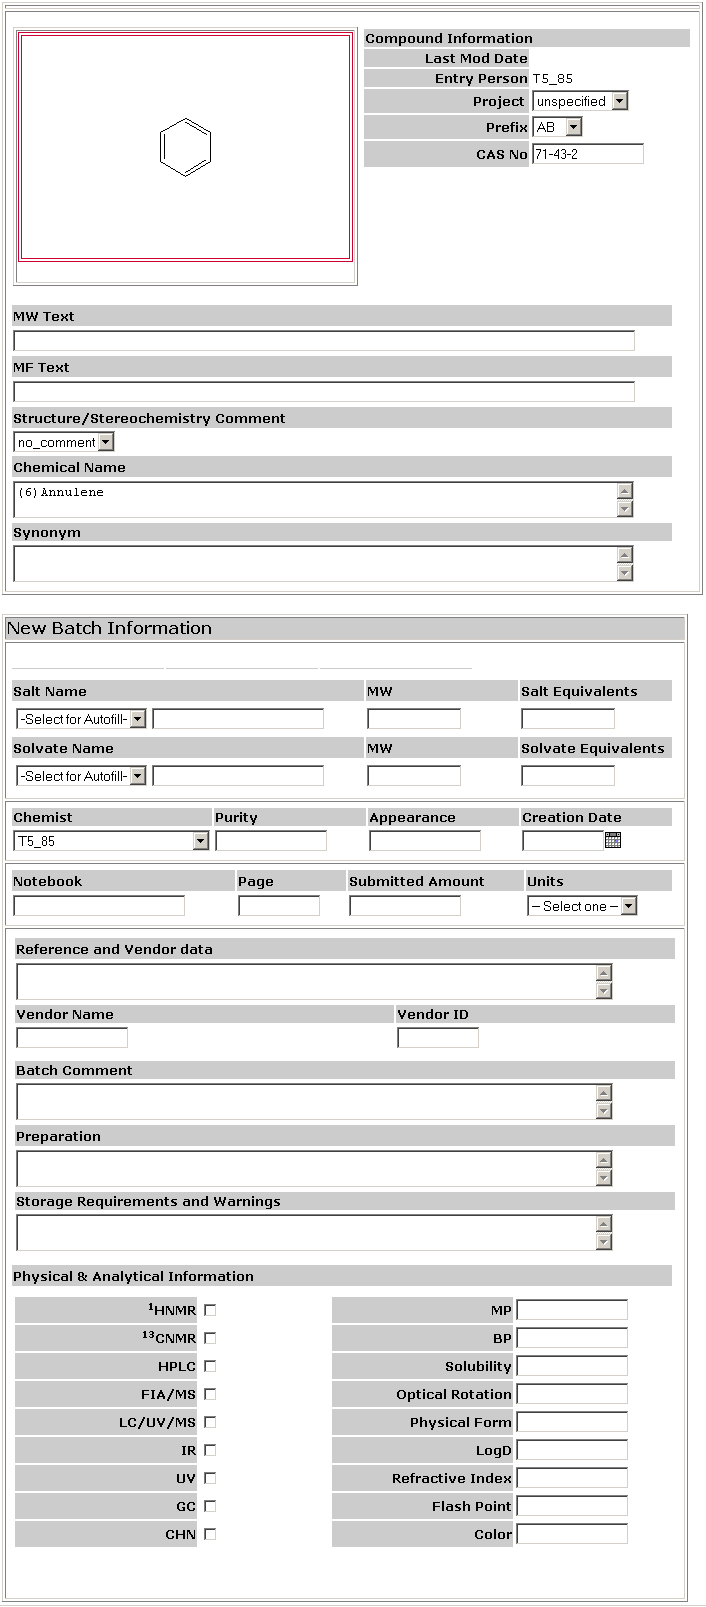 Compound Information
Last Mod Date
Entry Person T5_85
Project unspecified
Prefix AB
CAS No 71-43-2
MW Text
MF Text
Structure/Stereochemistry Comment
no_comment
Chemical Name
(6)Annulene
Synonym
New Batch Information
Salt Name MW Salt Equivalents
-Select for Autofill-
Solvate Name MW Solvate Equivalents
-Select for Autofill-
Chemist Purity Appearance Creation Date
T5_85
Notebook Page Submitted Amount Units
-- Select one --
Reference and Vendor data
Vendor Name Vendor ID
Batch Comment
Preparation
Storage Requirements and Warnings
Physical & Analytical Information
¹HNMR MP
¹³CNMR BP
HPLC Solubility
FIA/MS Optical Rotation
LC/UV/MS Physical Form
IR LogD
UV Refractive Index
GC Flash Point
CHN Color